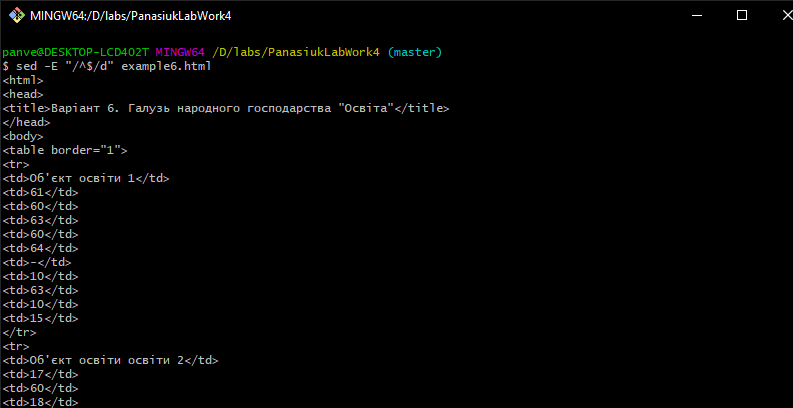 MINGW64:/D/labs/PanasiukLabWork4
panve@DESKTOP-LCD402T MINGW64 /D/labs/PanasiukLabWork4 (master)
$ sed -E "/^$/d" example6.html
<html>
<head>
<title>Варіант 6. Галузь народного господарства "Освіта"</title>
</head>
<body>
<table border="1">
<tr>
<td>Об'єкт освіти 1</td>
<td>61</td>
<td>60</td>
<td>63</td>
<td>60</td>
<td>64</td>
<td>-</td>
<td>10</td>
<td>63</td>
<td>10</td>
<td>15</td>
</tr>
<tr>
<td>Об'єкт освіти освіти 2</td>
<td>17</td>
<td>60</td>
<td>18</td>